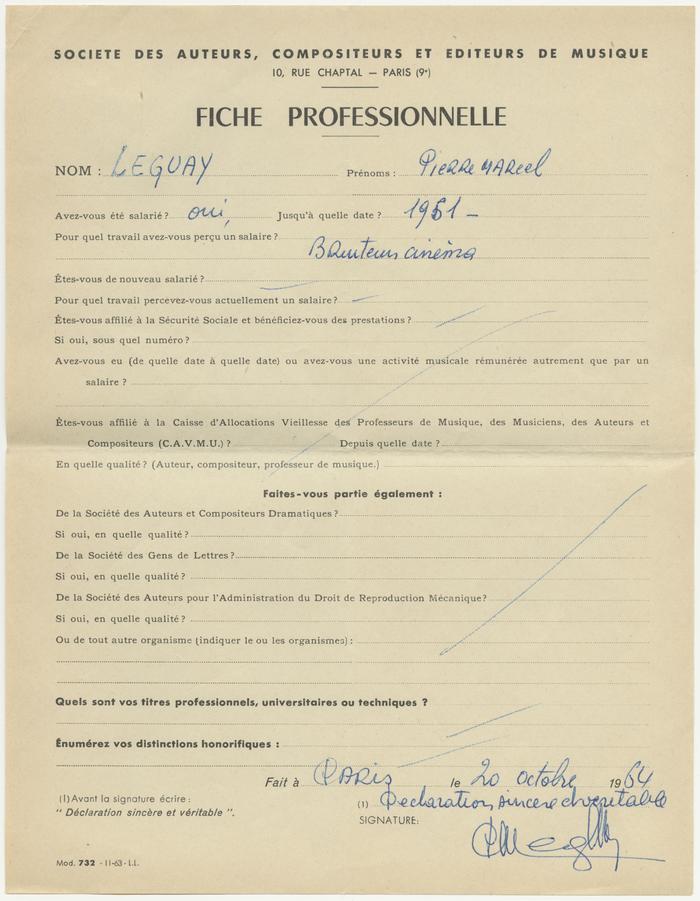 SOCIETE DES AUTEURS, COMPOSITEURS ET EDITEURS DE MUSIQUE
10, RUE CHAPTAL — PARIS (9ᵉ)
FICHE PROFESSIONNELLE
NOM : LEGUAY Prénoms : PIERRE MARCEL
Avez-vous été salarié ? oui, Jusqu'à quelle date ? 1951 —
Pour quel travail avez-vous perçu un salaire ?
cinéma
Êtes-vous de nouveau salarié ? —
Pour quel travail percevez-vous actuellement un salaire ? —
Êtes-vous affilié à la Sécurité Sociale et bénéficiez-vous des prestations ?
Si oui, sous quel numéro ?
Avez-vous eu (de quelle date à quelle date) ou avez-vous une activité musicale rémunérée autrement que par un
salaire ?
Êtes-vous affilié à la Caisse d'Allocations Vieillesse des Professeurs de Musique, des Musiciens, des Auteurs et
Compositeurs (C.A.V.M.U.) ? Depuis quelle date ?
En quelle qualité ? (Auteur, compositeur, professeur de musique.)
Faites-vous partie également :
De la Société des Auteurs et Compositeurs Dramatiques ?
Si oui, en quelle qualité ?
De la Société des Gens de Lettres ?
Si oui, en quelle qualité ?
De la Société des Auteurs pour l'Administration du Droit de Reproduction Mécanique ?
Si oui, en quelle qualité ?
Ou de tout autre organisme (indiquer le ou les organismes) :
Quels sont vos titres professionnels, universitaires ou techniques ?
Énumérez vos distinctions honorifiques :
Fait à PARIS le 20 octobre 1964
(1) Avant la signature écrire : (1) Declaration sincere et veritable
" Déclaration sincère et véritable ". SIGNATURE:
Mod. 732 - 11-63 - I.I.